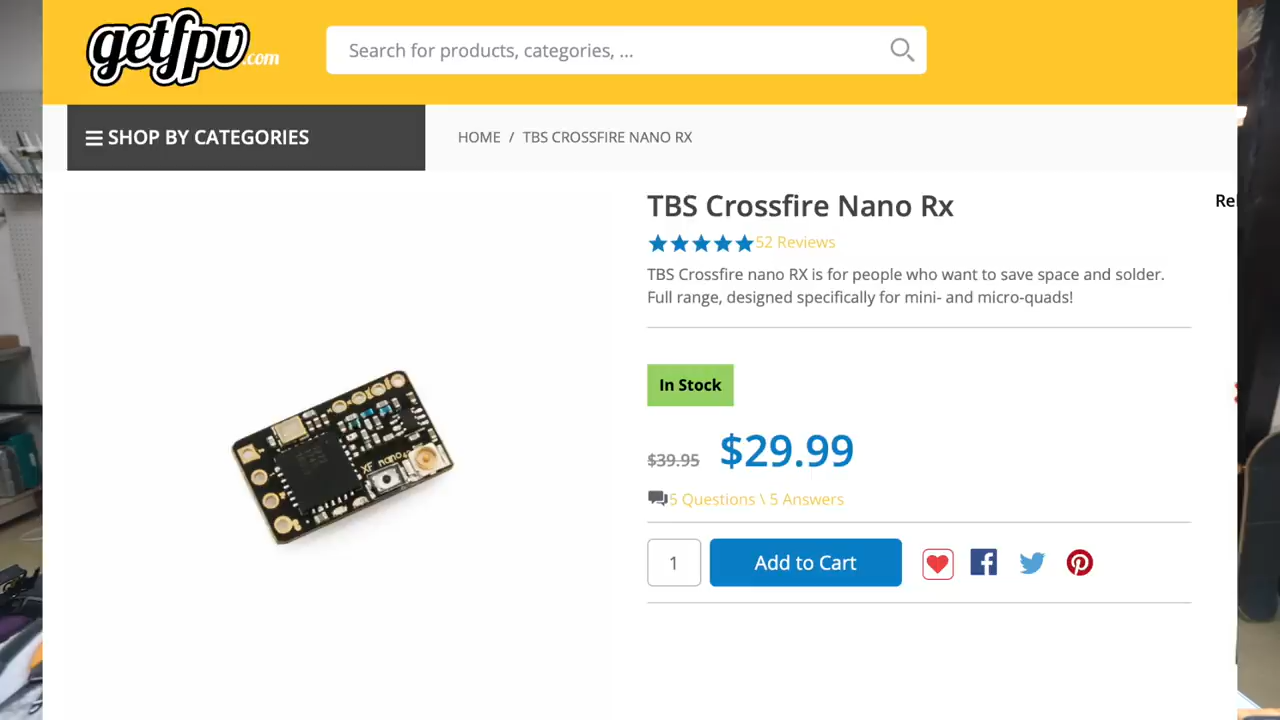 getfpv.com
Search for products, categories, ...
SHOP BY CATEGORIES
HOME / TBS CROSSFIRE NANO RX
TBS Crossfire Nano Rx
Rel
52 Reviews
TBS Crossfire nano RX is for people who want to save space and solder.
Full range, designed specifically for mini- and micro-quads!
In Stock
$39.95 $29.99
5 Questions \ 5 Answers
1
Add to Cart
XF nano